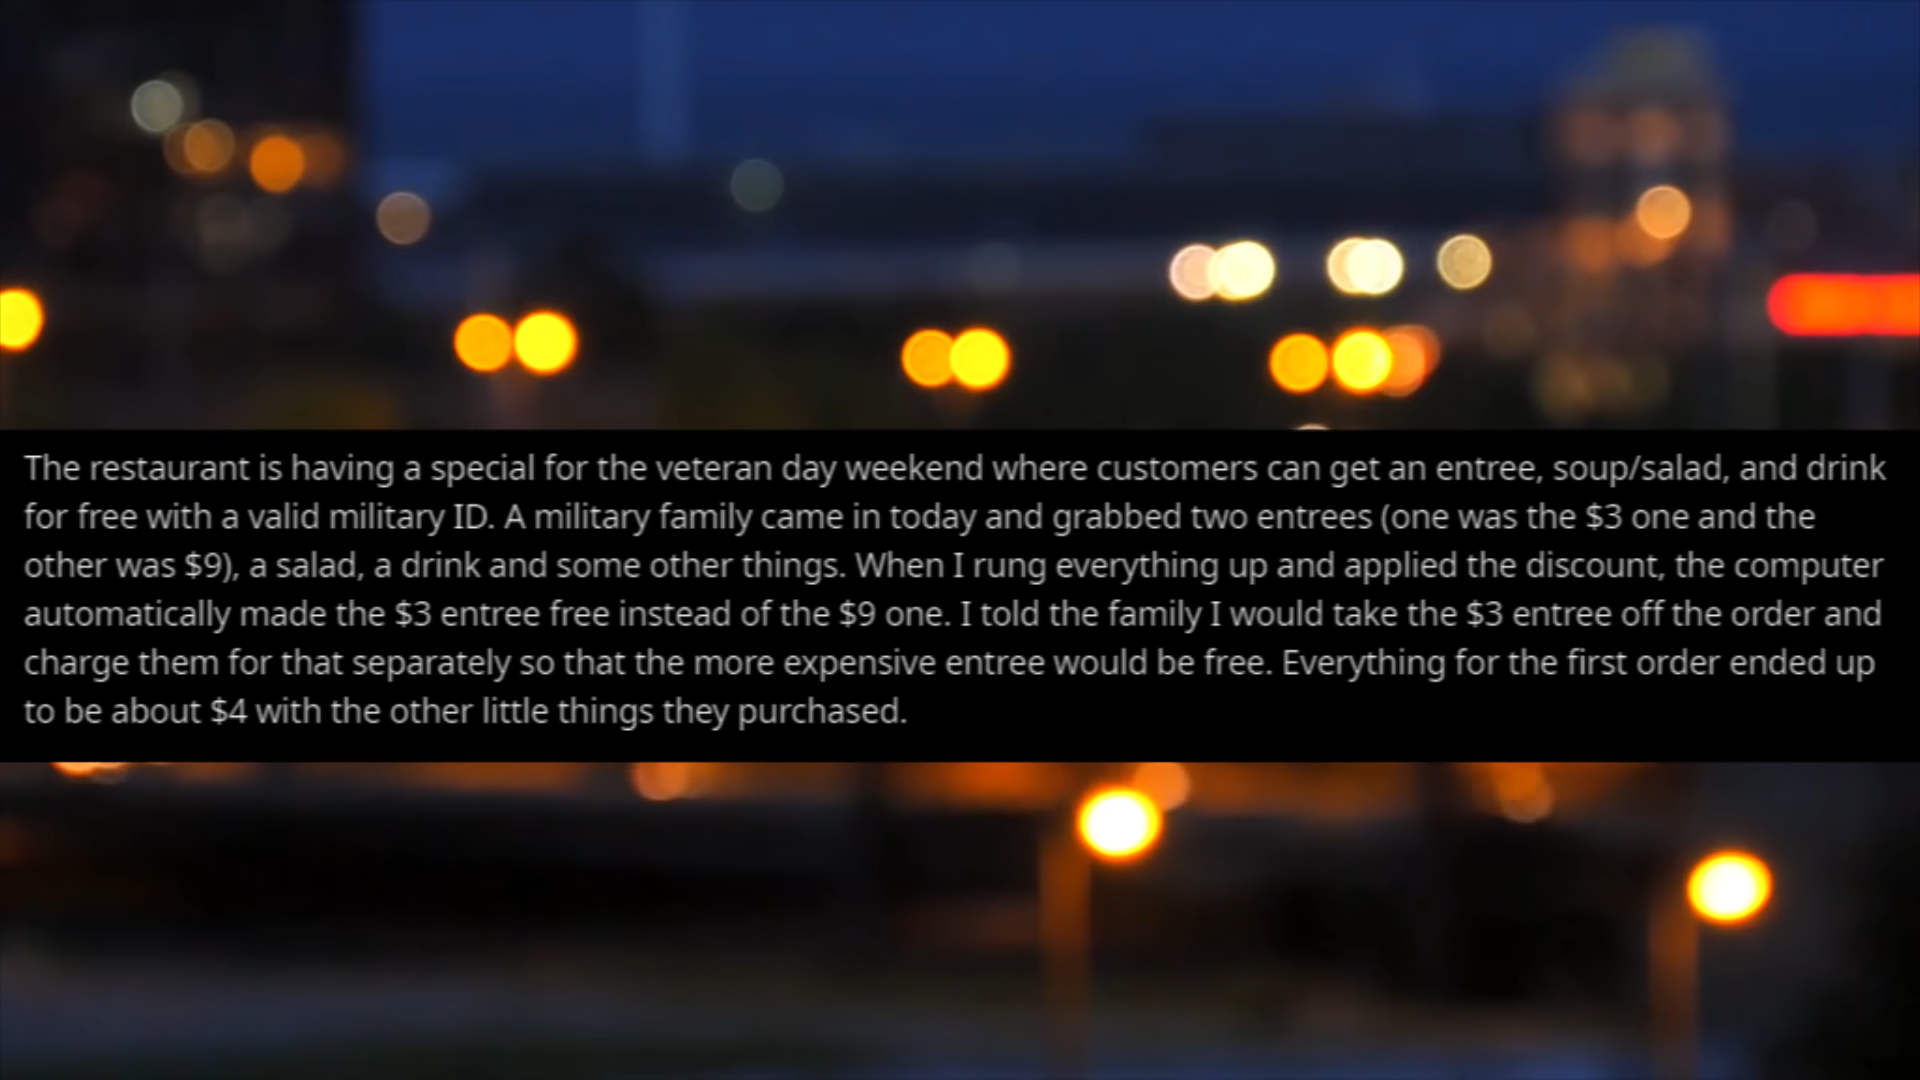 The restaurant is having a special for the veteran day weekend where customers can get an entree, soup/salad, and drink
for free with a valid military ID. A military family came in today and grabbed two entrees (one was the $3 one and the
other was $9), a salad, a drink and some other things. When I rung everything up and applied the discount, the computer
automatically made the $3 entree free instead of the $9 one. I told the family I would take the $3 entree off the order and
charge them for that separately so that the more expensive entree would be free. Everything for the first order ended up
to be about $4 with the other little things they purchased.